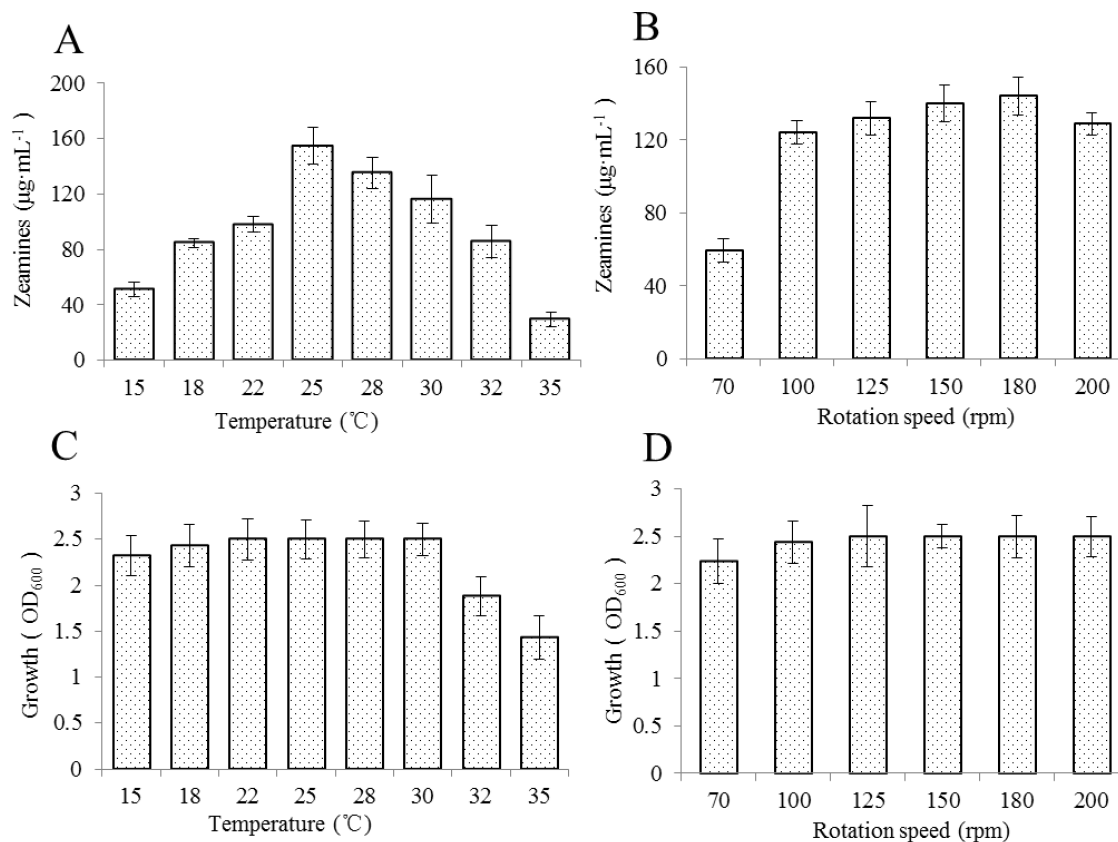 A
Zeamines (μg·mL⁻¹)
200
160
120
80
40
0
15 18 22 25 28 30 32 35
Temperature (℃)
B
Zeamines (μg·mL⁻¹)
160
120
80
40
0
70 100 125 150 180 200
Rotation speed (rpm)
C
Growth ( OD₆₀₀)
3
2.5
2
1.5
1
0.5
0
15 18 22 25 28 30 32 35
Temperature (℃)
D
Growth ( OD₆₀₀)
3
2.5
2
1.5
1
0.5
0
70 100 125 150 180 200
Rotation speed (rpm)